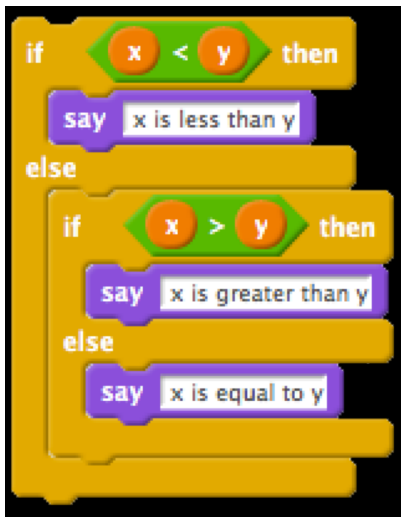 if x < y then
say x is less than y
else
if x > y then
say x is greater than y
else
say x is equal to y